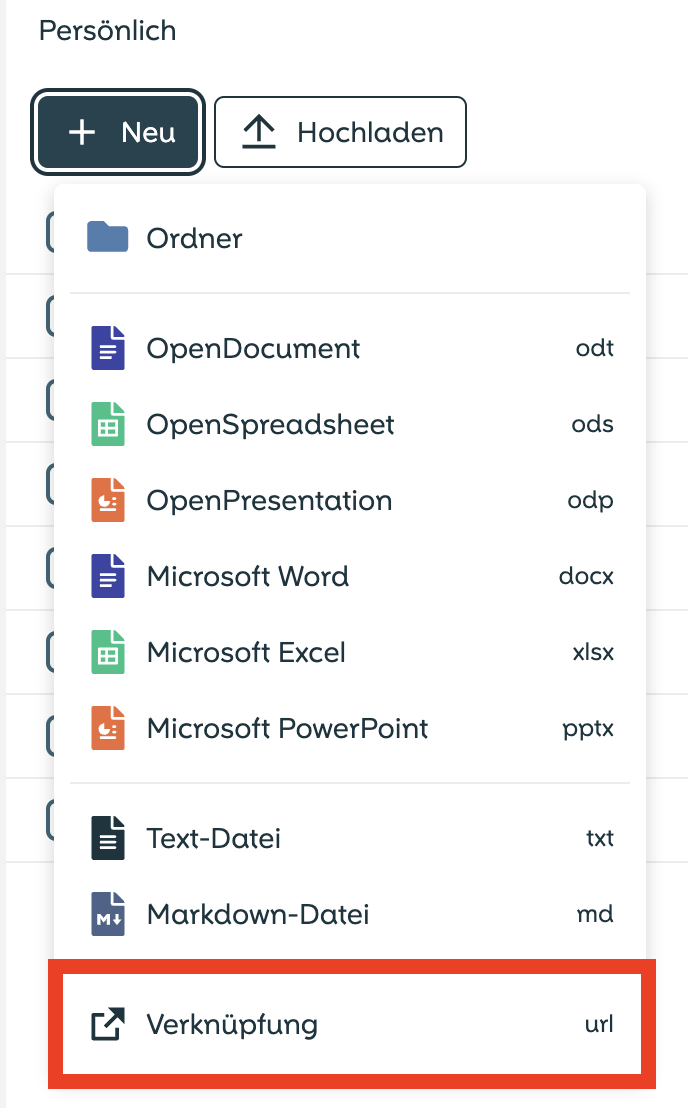 Persönlich
Neu Hochladen
Ordner
OpenDocument odt
OpenSpreadsheet ods
OpenPresentation odp
Microsoft Word docx
Microsoft Excel xlsx
Microsoft PowerPoint pptx
Text-Datei txt
M↓ Markdown-Datei md
Verknüpfung url